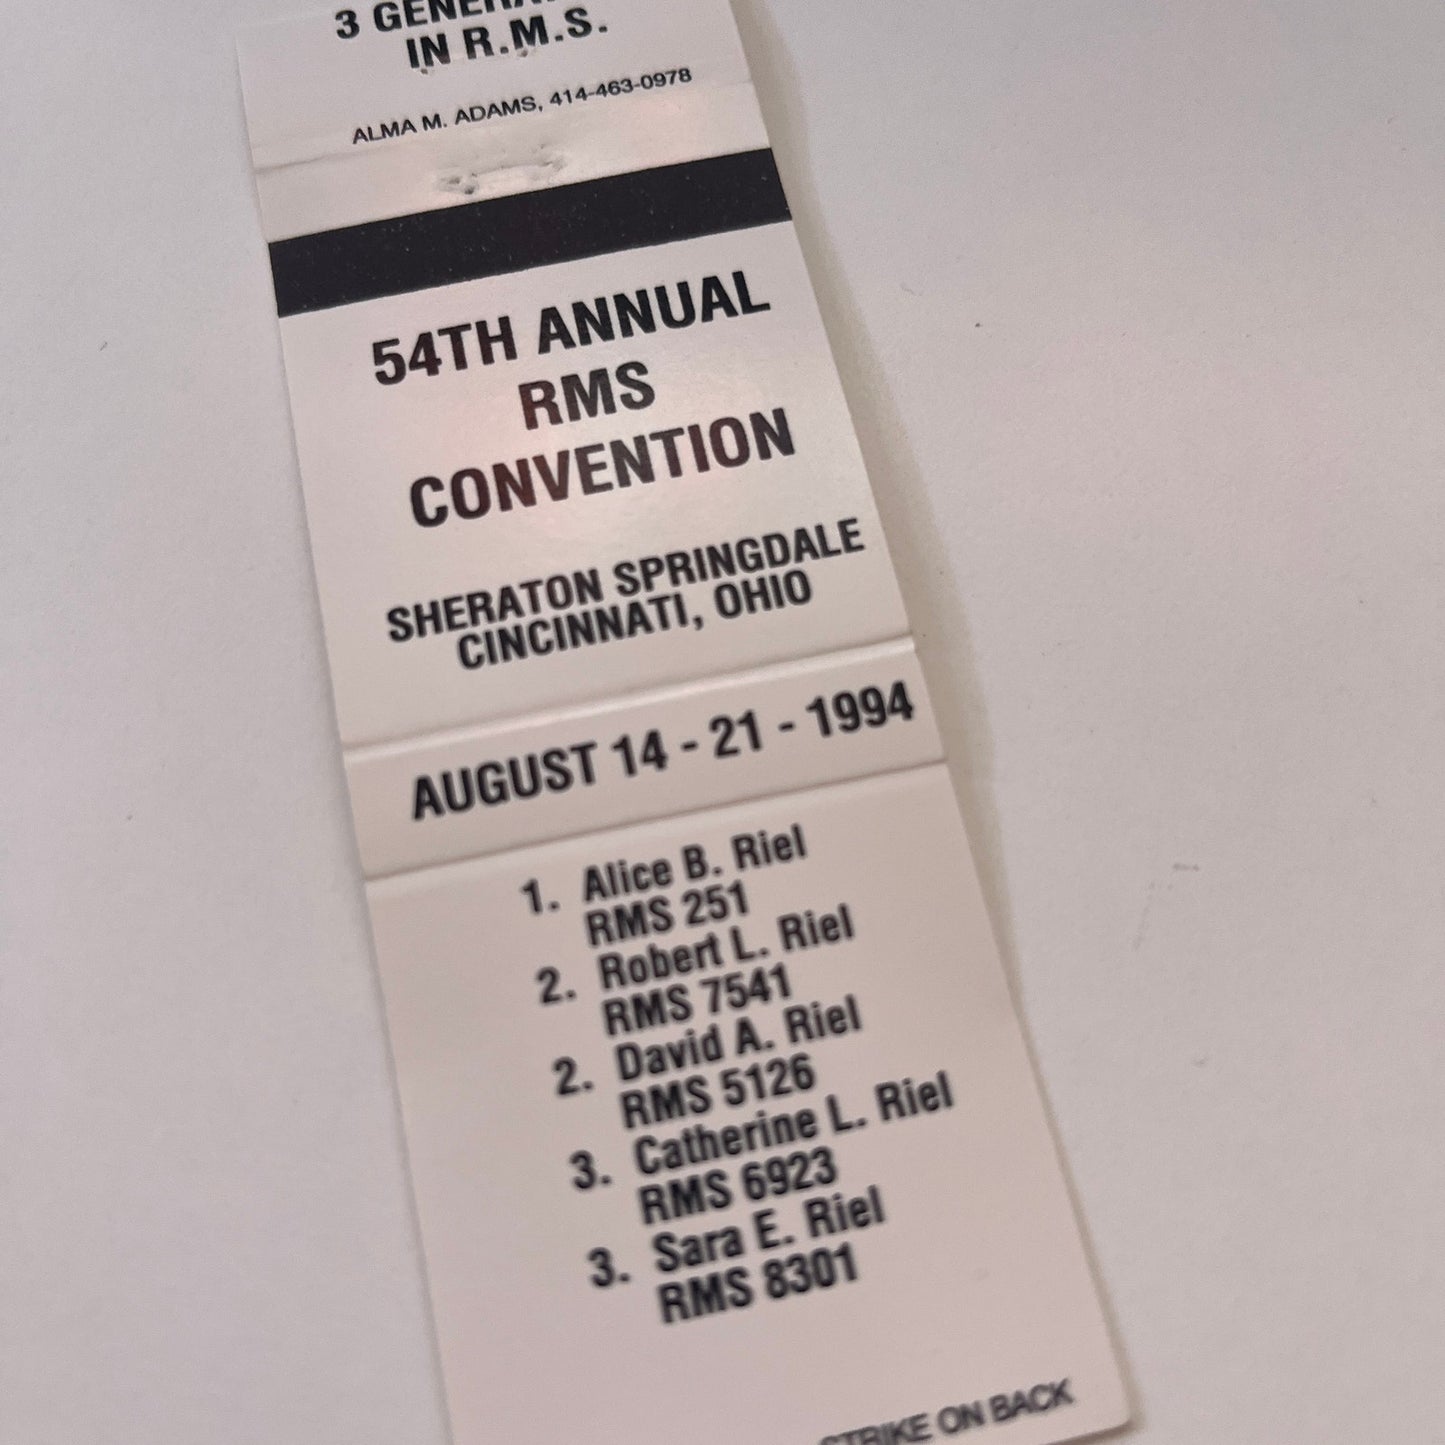 3
IN R.M.S.
ALMA M. ADAMS, 414-463-0978
54TH ANNUAL
RMS
CONVENTION
SHERATON SPRINGDALE
CINCINNATI, OHIO
AUGUST 14 - 21 - 1994
1. Alice B. Riel
RMS 251
2. Robert L. Riel
RMS 7541
2. David A. Riel
RMS 5126
3. Catherine L. Riel
RMS 6923
3. Sara E. Riel
RMS 8301
STRIKE ON BACK